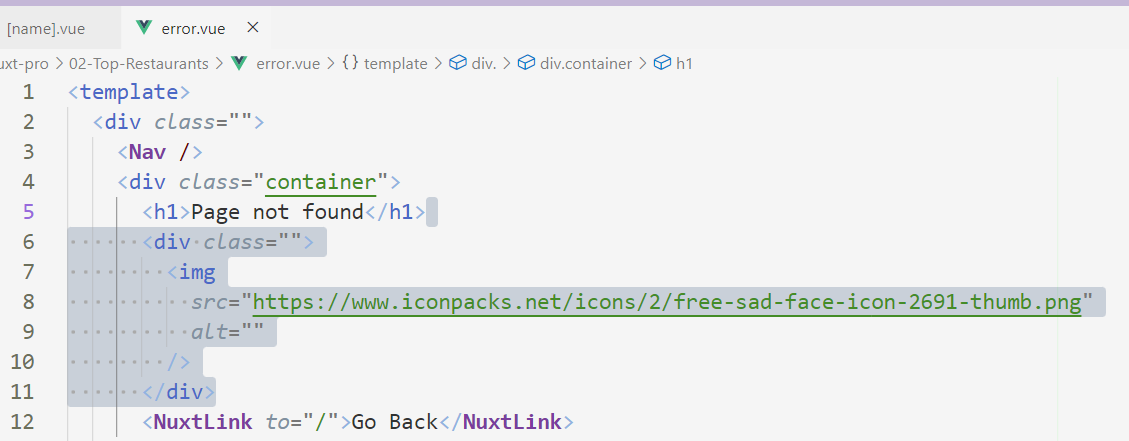 [name].vue error.vue
uxt-pro > 02-Top-Restaurants > error.vue > {} template > div. > div.container > h1
1 <template>
2 <div class="">
3 <Nav />
4 <div class="container">
5 <h1>Page not found</h1>
6 <div class="">
7 <img
8 src="https://www.iconpacks.net/icons/2/free-sad-face-icon-2691-thumb.png"
9 alt=""
10 />
11 </div>
12 <NuxtLink to="/">Go Back</NuxtLink>